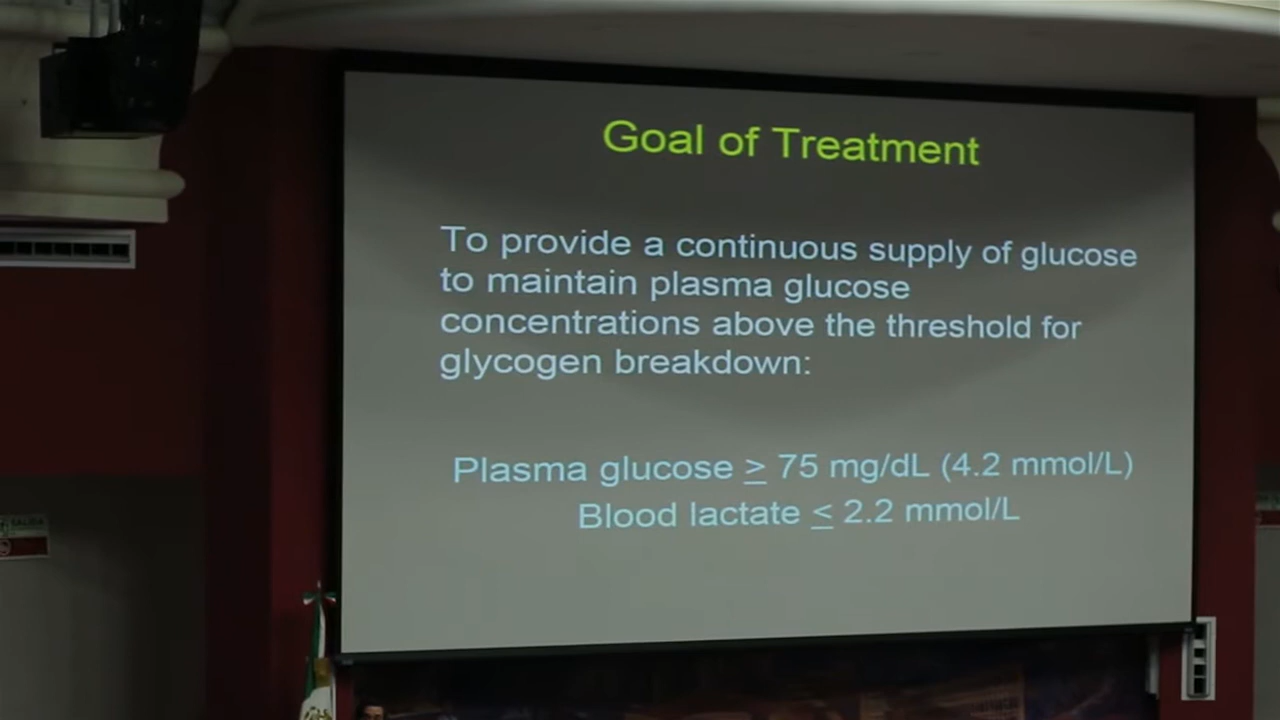 Goal of Treatment
To provide a continuous supply of glucose
to maintain plasma glucose
concentrations above the threshold for
glycogen breakdown:
Plasma glucose ≥ 75 mg/dL (4.2 mmol/L)
Blood lactate ≤ 2.2 mmol/L
SALIDA